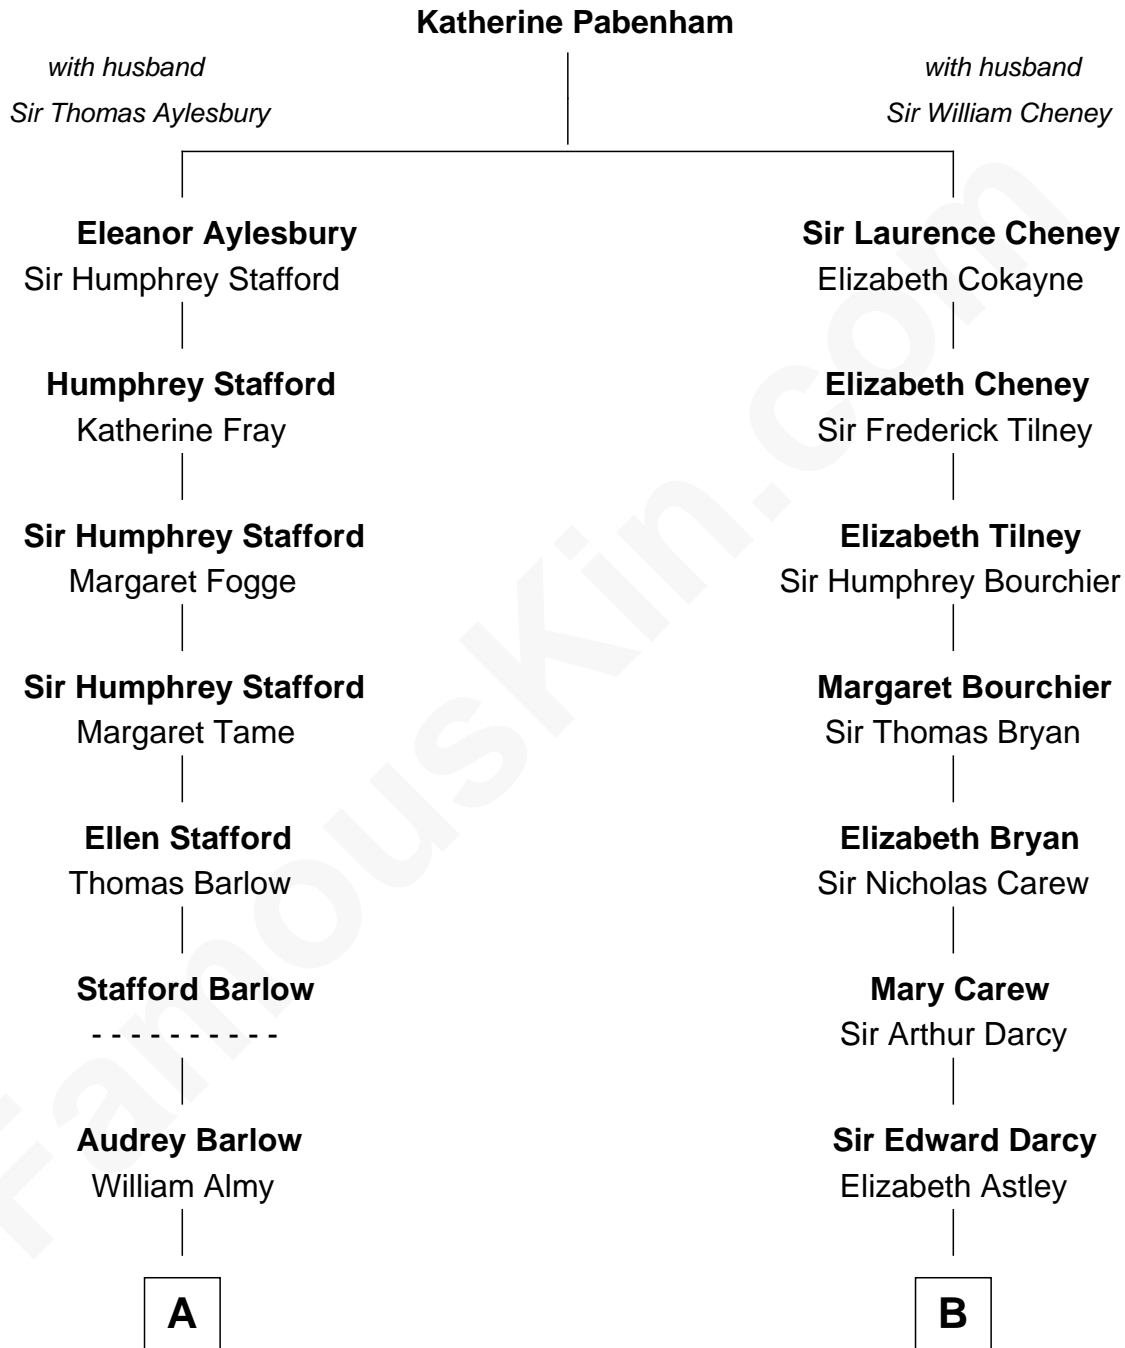 Katherine Pabenham
with husband
Sir Thomas Aylesbury
with husband
Sir William Cheney
Eleanor Aylesbury
Sir Humphrey Stafford
Sir Laurence Cheney
Elizabeth Cokayne
Humphrey Stafford
Katherine Fray
Elizabeth Cheney
Sir Frederick Tilney
Sir Humphrey Stafford
Margaret Fogge
Elizabeth Tilney
Sir Humphrey Bourchier
Sir Humphrey Stafford
Margaret Tame
Margaret Bourchier
Sir Thomas Bryan
Ellen Stafford
Thomas Barlow
Elizabeth Bryan
Sir Nicholas Carew
Stafford Barlow
- - - - - - - - - -
Mary Carew
Sir Arthur Darcy
Audrey Barlow
William Almy
Sir Edward Darcy
Elizabeth Astley
A
B
FamousKin.com